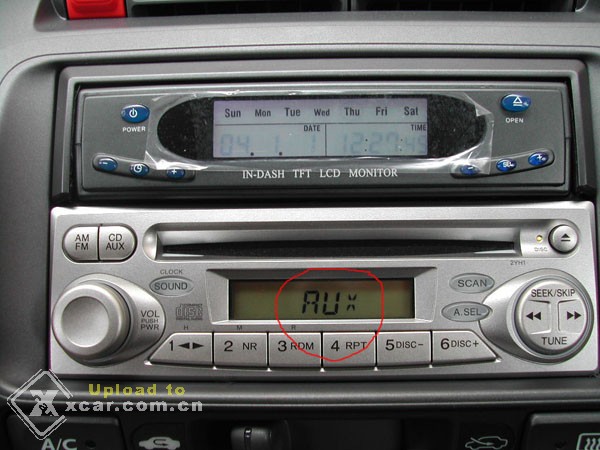 POWER
Sun Mon Tue Wed Thu Fri Sat
DATE TIME
04. 1. 1 12:27:45
OPEN
IN-DASH TFT LCD MONITOR
AM FM
CD AUX
DISC
2YH1
CLOCK
SOUND
VOL
PUSH
PWR
AUX
SCAN
A.SEL
SEEK/SKIP
TUNE
H M R
1 2 NR 3 RDM 4 RPT 5 DISC- 6 DISC+
Upload to
xcar.com.cn
A/C